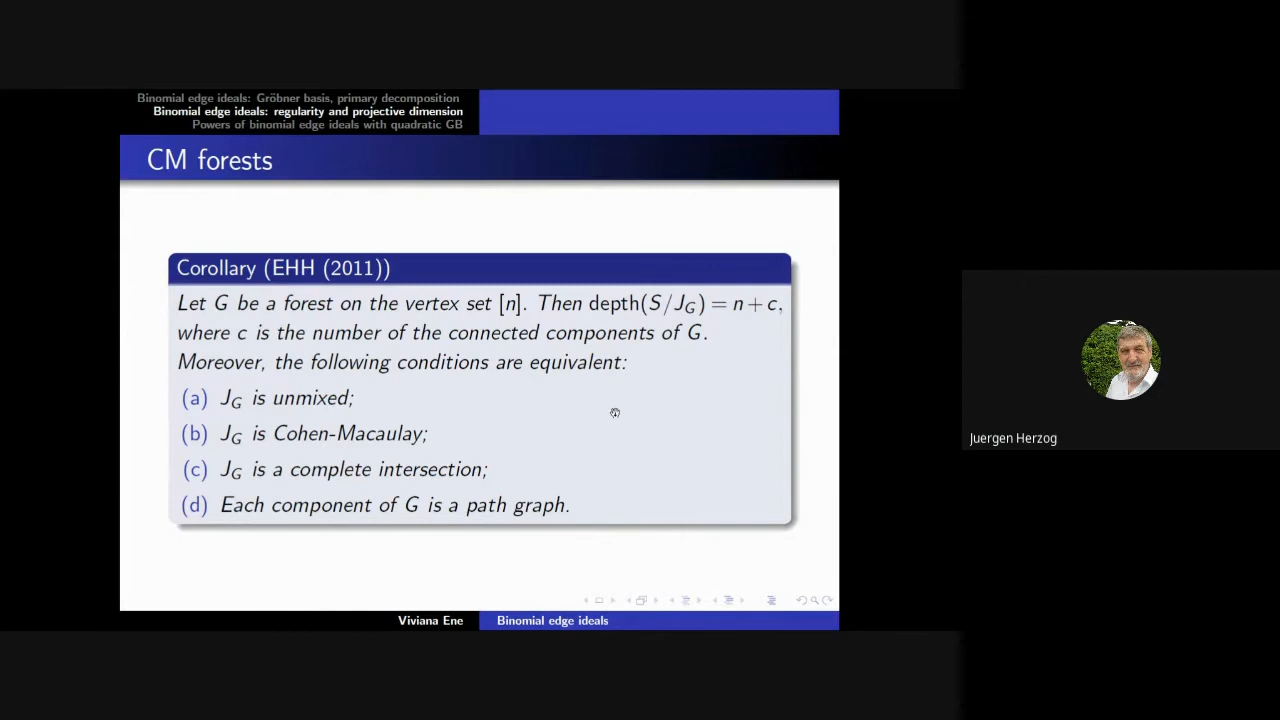 Binomial edge ideals: Gröbner basis, primary decomposition
Binomial edge ideals: regularity and projective dimension
Powers of binomial edge ideals with quadratic GB
CM forests
Corollary (EHH (2011))
Let G be a forest on the vertex set [n]. Then depth(S/J_G) = n + c,
where c is the number of the connected components of G.
Moreover, the following conditions are equivalent:
(a) J_G is unmixed;
(b) J_G is Cohen-Macaulay;
(c) J_G is a complete intersection;
(d) Each component of G is a path graph.
Juergen Herzog
Viviana Ene
Binomial edge ideals